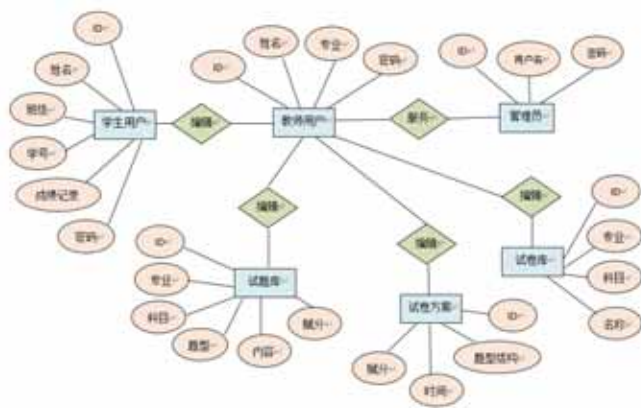 ID
姓名
专业
ID
用户名
密码
姓名
ID
密码
班级
学生用户
编辑
教师用户
服务
管理员
学号
成绩记录
密码
编辑
编辑
编辑
ID
ID
专业
试题库
试卷方案
试卷库
专业
科目
科目
题型
内容
赋分
ID
名称
赋分
时间
题型结构